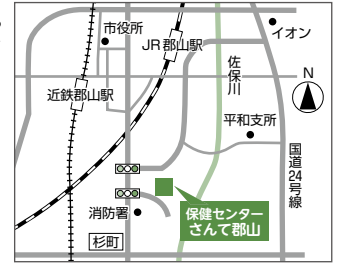 市役所
JR郡山駅
イオン
佐保川
N
近鉄郡山駅
平和支所
国道24号線
消防署
保健センター
さんて郡山
杉町